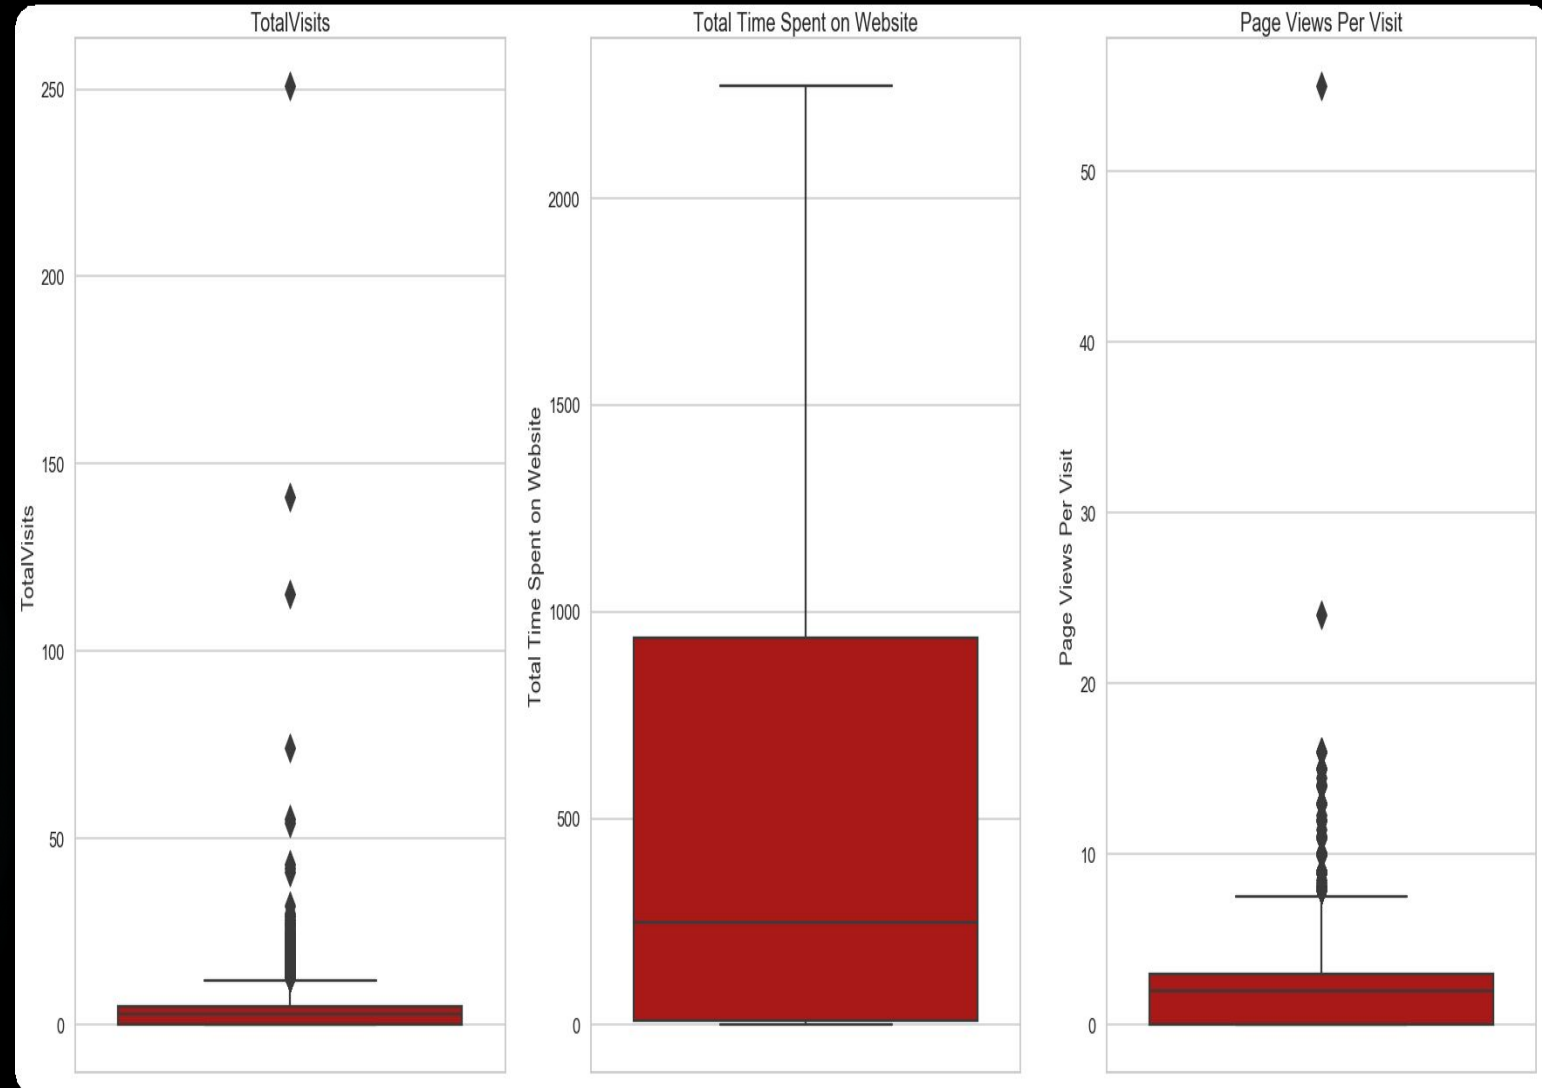 TotalVisits
250
200
150
100
50
0
TotalVisits
Total Time Spent on Website
2000
1500
1000
500
0
Total Time Spent on Website
Page Views Per Visit
50
40
30
20
10
0
Page Views Per Visit